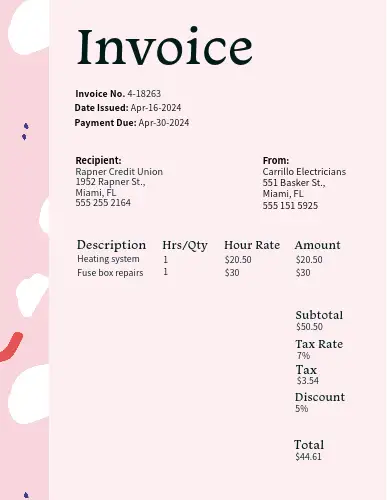 Invoice
Invoice No. 4-18263
Date Issued: Apr-16-2024
Payment Due: Apr-30-2024
Recipient:
Rapner Credit Union
1952 Rapner St.,
Miami, FL
555 255 2164
From:
Carrillo Electricians
551 Basker St.,
Miami, FL
555 151 5925
Description Hrs/Qty Hour Rate Amount
Heating system 1 $20.50 $20.50
Fuse box repairs 1 $30 $30
Subtotal
$50.50
Tax Rate
7%
Tax
$3.54
Discount
5%
Total
$44.61